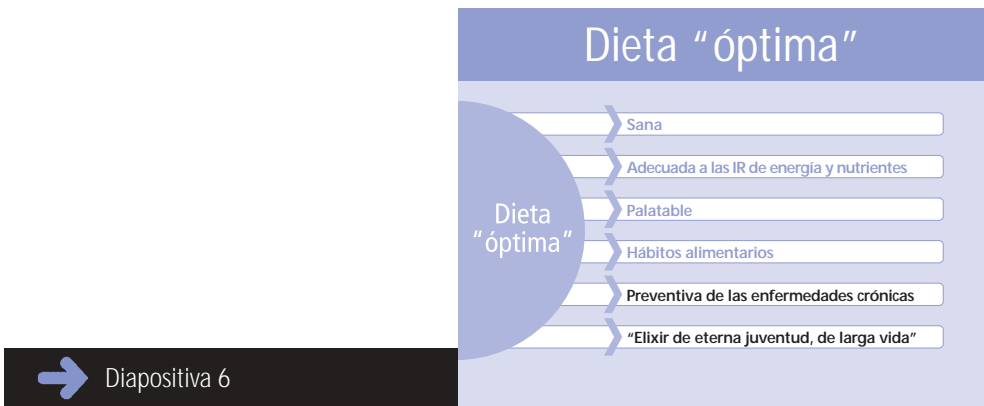 Dieta “óptima”
Sana
Adecuada a las IR de energía y nutrientes
Palatable
Dieta
“óptima”
Hábitos alimentarios
Preventiva de las enfermedades crónicas
“Elixir de eterna juventud, de larga vida”
Diapositiva 6